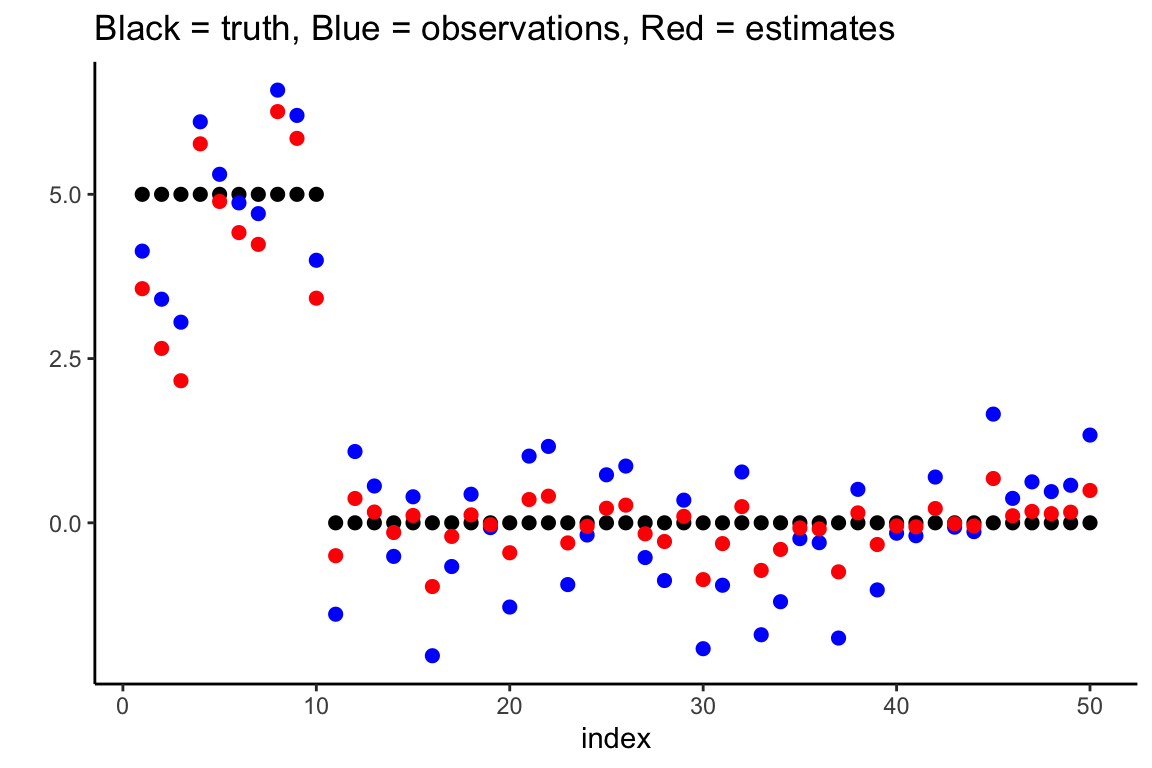 Black = truth, Blue = observations, Red = estimates
5.0
2.5
0.0
0 10 20 30 40 50
index